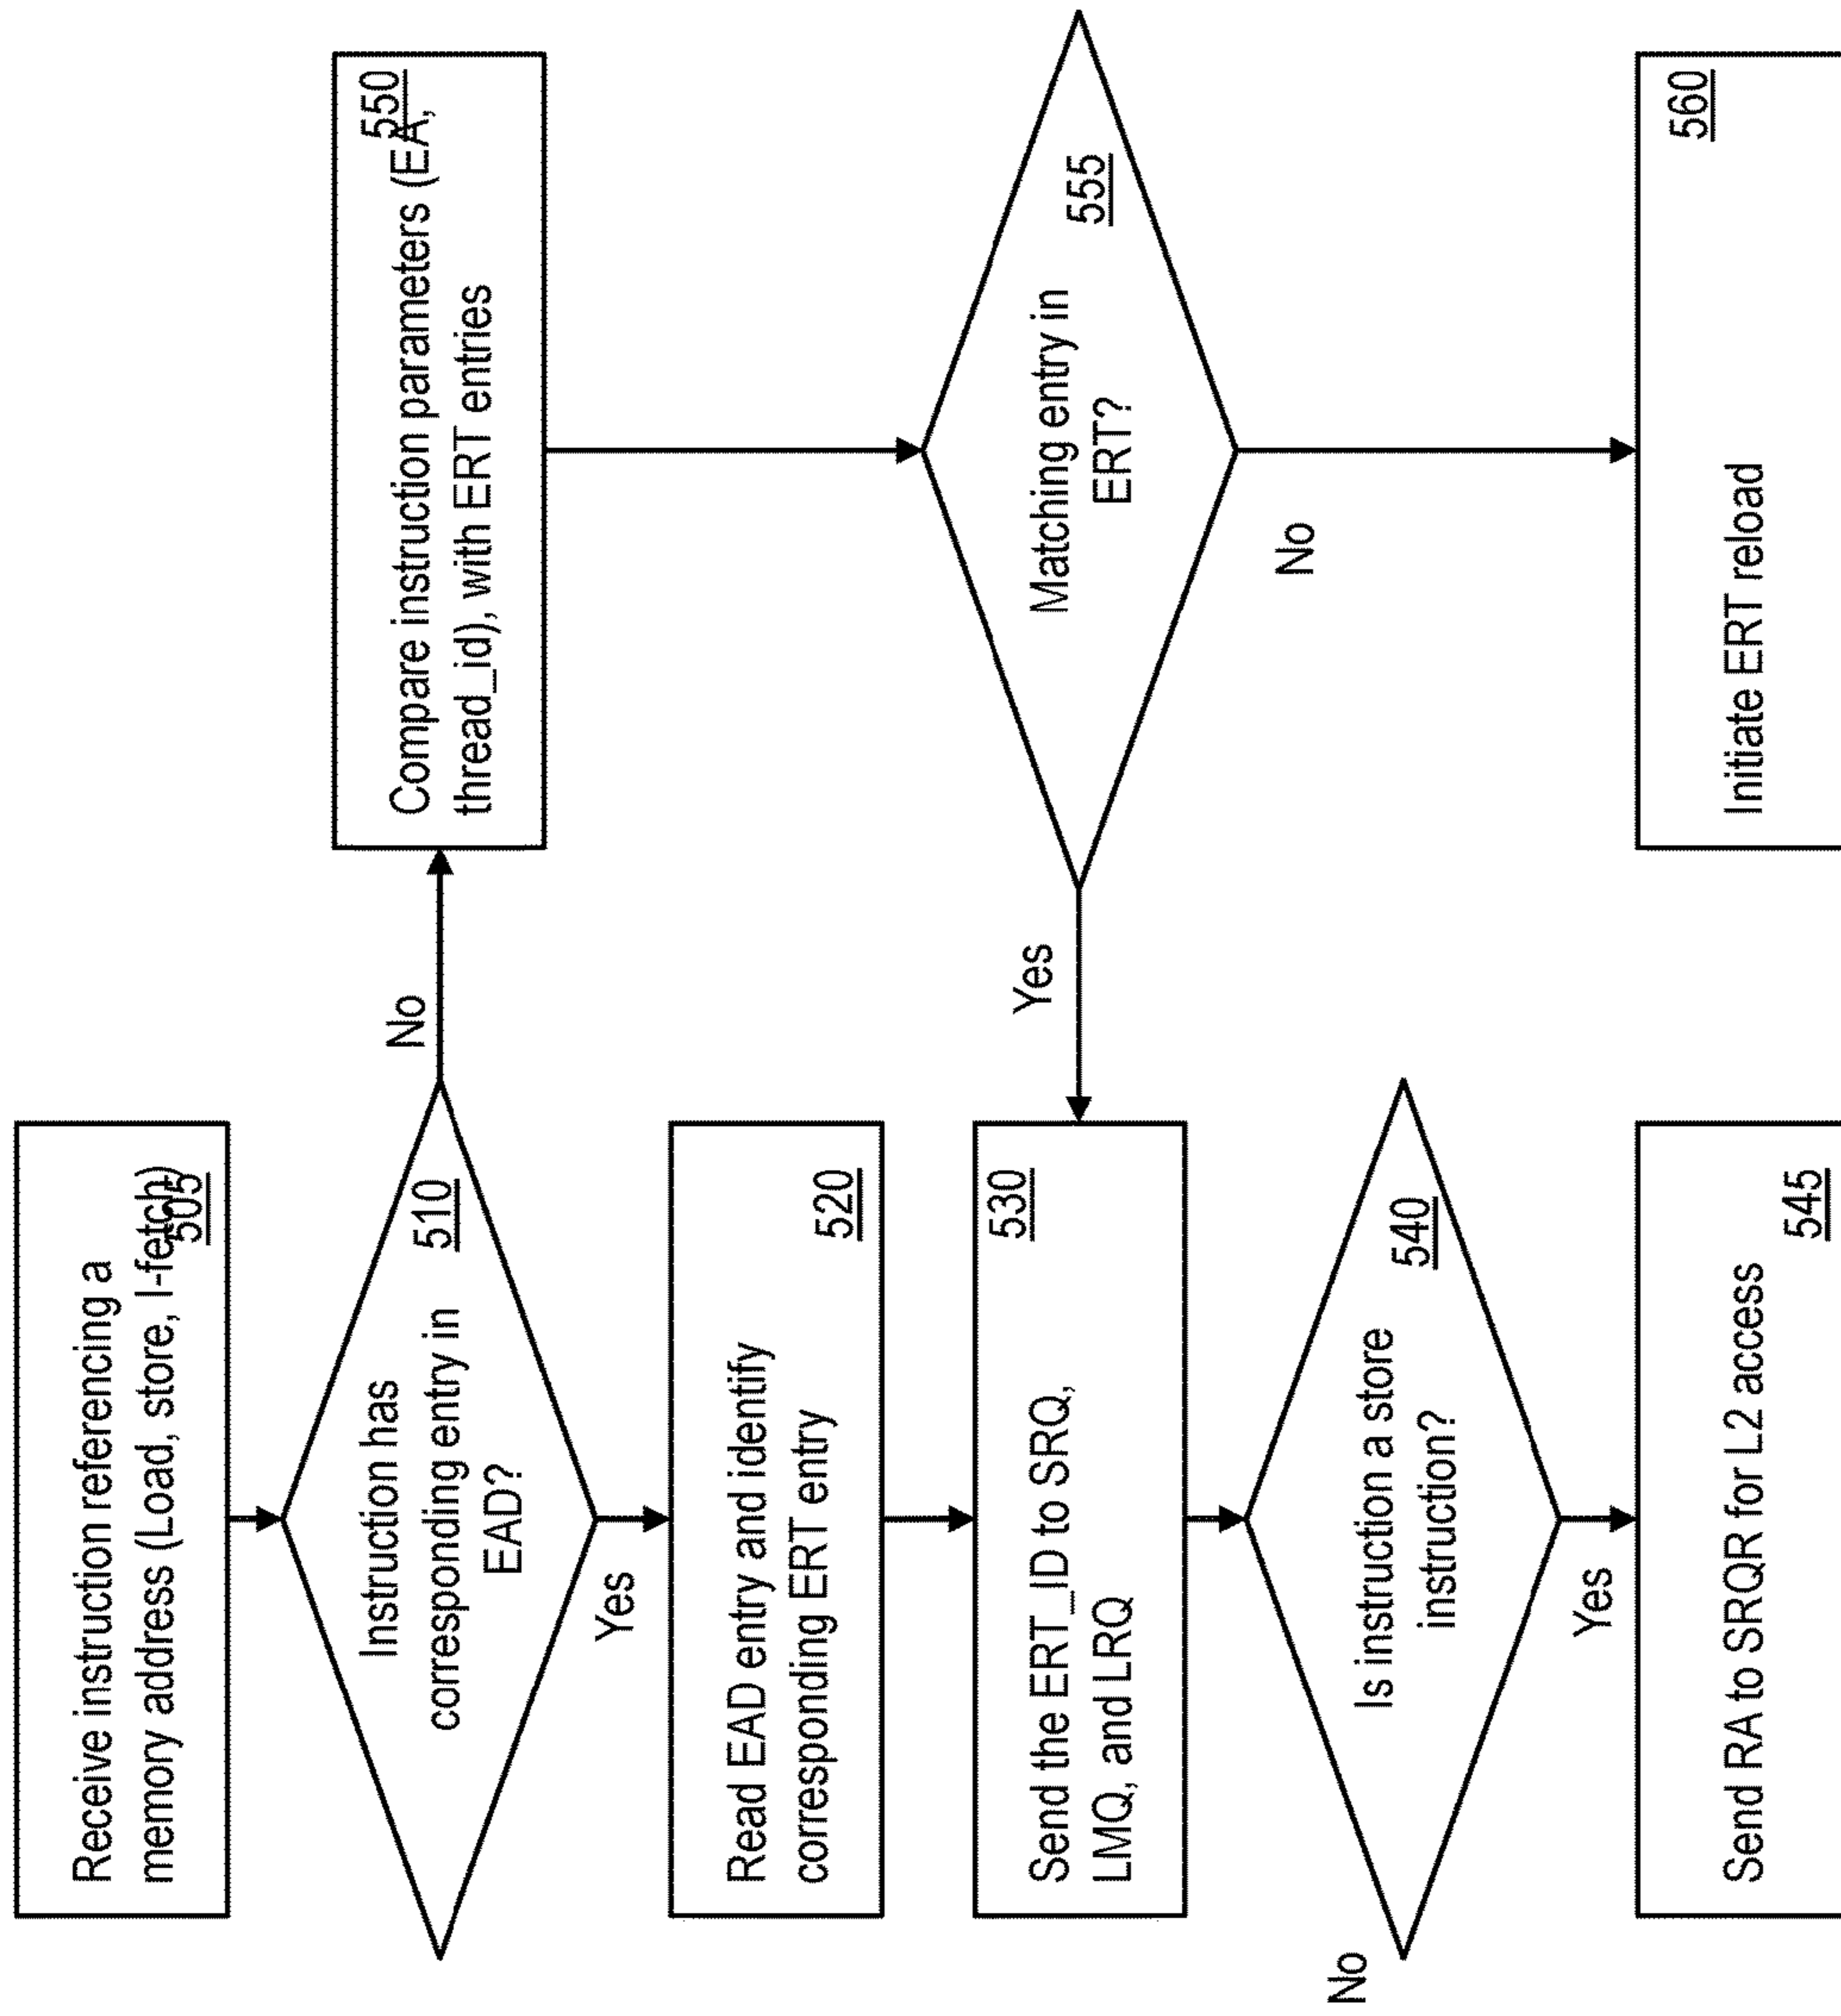 Receive instruction referencing a
memory address (Load, store, I-fetch)
505
Instruction has
corresponding entry in
EAD?
510
No
Yes
Compare instruction parameters (EA,
thread_id), with ERT entries
550
Read EAD entry and identify
corresponding ERT entry
520
Matching entry in
ERT?
555
Yes
No
Send the ERT_ID to SRQ,
LMQ, and LRQ
530
Is instruction a store
instruction?
540
No
Yes
Send RA to SRQR for L2 access
545
Initiate ERT reload
560